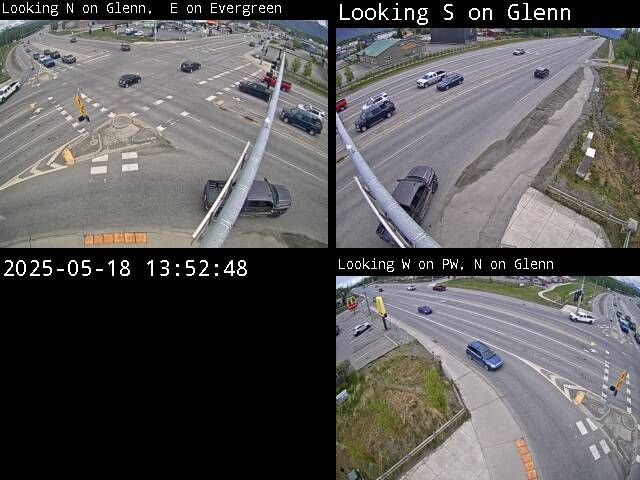 Looking N on Glenn,  E on Evergreen
Looking S on Glenn
2025-05-18 13:52:48
Looking W on PW, N on Glenn